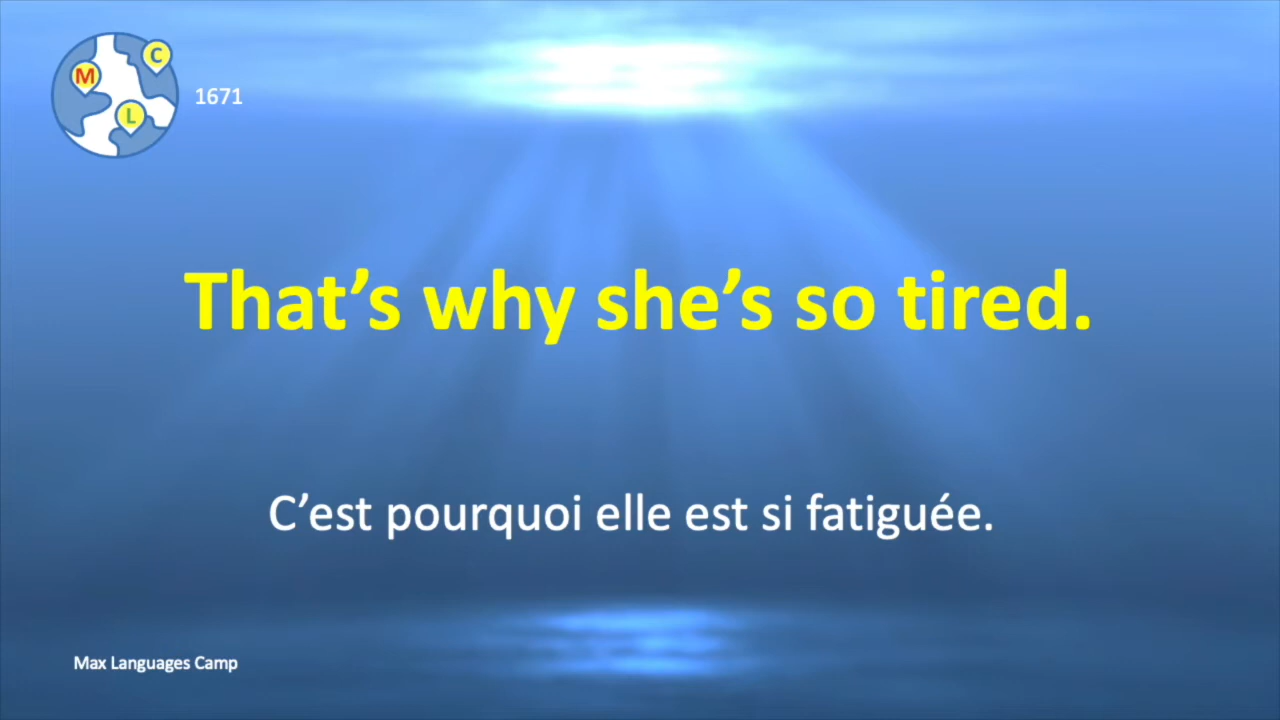 C
M
L
1671
That’s why she’s so tired.
C’est pourquoi elle est si fatiguée.
Max Languages Camp